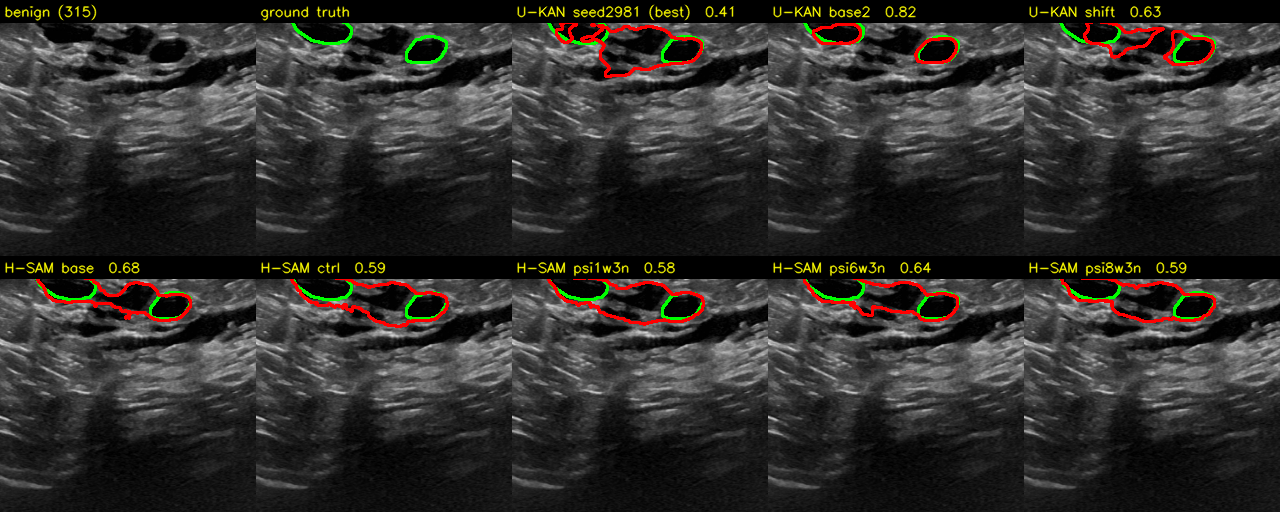 benign (315)
ground truth
U-KAN seed2981 (best) 0.41
U-KAN base2 0.82
U-KAN shift 0.63
H-SAM base 0.68
H-SAM ctrl 0.59
H-SAM psi1w3n 0.58
H-SAM psi6w3n 0.64
H-SAM psi8w3n 0.59